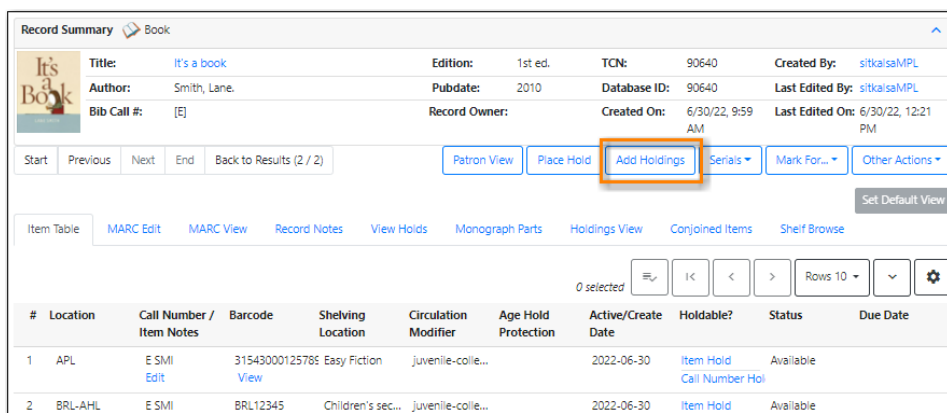 Record Summary Book
It's a Book
Title: It's a book Edition: 1st ed. TCN: 90640 Created By: sitkalsaMPL
Author: Smith, Lane. Pubdate: 2010 Database ID: 90640 Last Edited By: sitkalsaMPL
Bib Call #: [E] Record Owner: Created On: 6/30/22, 9:59 AM Last Edited On: 6/30/22, 12:21 PM
Start Previous Next End Back to Results (2 / 2) Patron View Place Hold Add Holdings Serials Mark For... Other Actions
Set Default View
Item Table MARC Edit MARC View Record Notes View Holds Monograph Parts Holdings View Conjoined Items Shelf Browse
0 selected Rows 10
# Location Call Number / Item Notes Barcode Shelving Location Circulation Modifier Age Hold Protection Active/Create Date Holdable? Status Due Date
1 APL E SMI 31543000125789 Easy Fiction juvenile-colle... 2022-06-30 Item Hold Available
Edit View Call Number Hol
2 BRL-AHL E SMI BRL12345 Children's sec... juvenile-colle... 2022-06-30 Item Hold Available